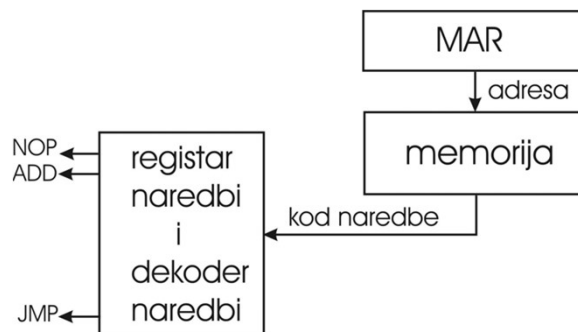 MAR
adresa
memorija
kod naredbe
NOP
ADD
JMP
registar
naredbi
i
dekoder
naredbi